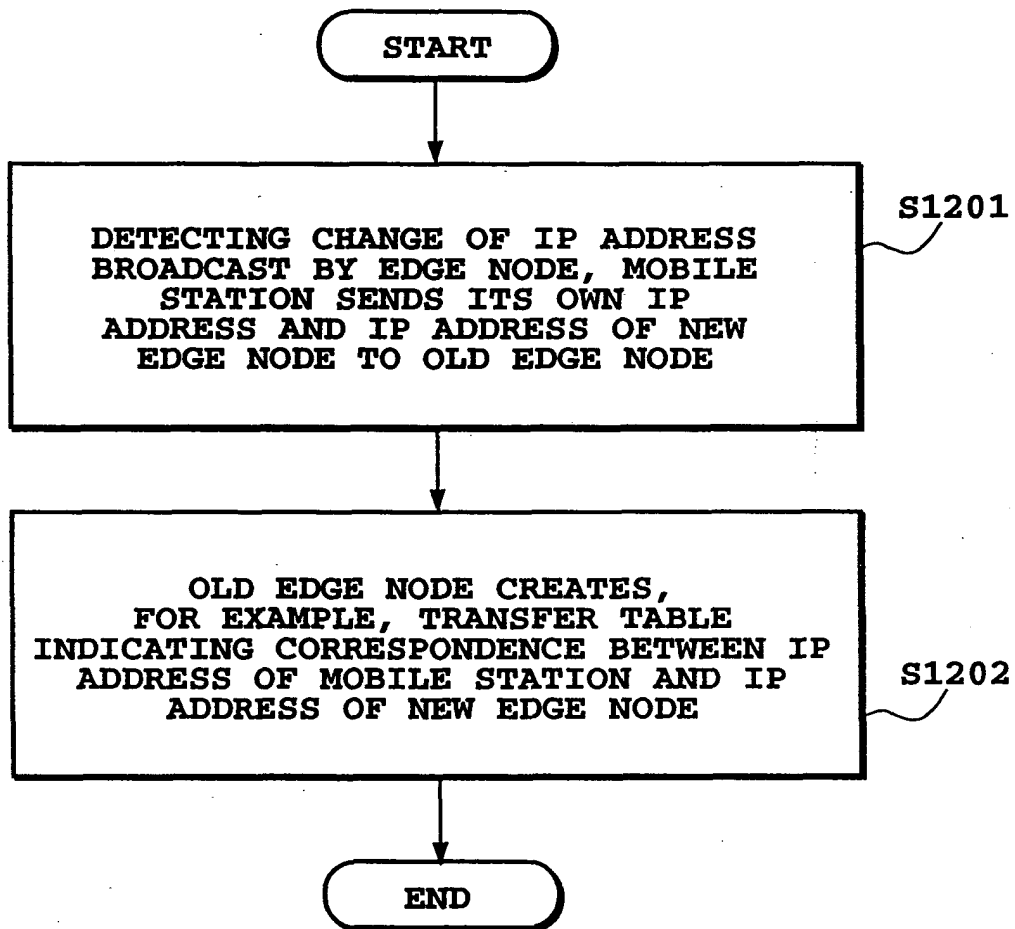 START
DETECTING CHANGE OF IP ADDRESS
BROADCAST BY EDGE NODE, MOBILE
STATION SENDS ITS OWN IP
ADDRESS AND IP ADDRESS OF NEW
EDGE NODE TO OLD EDGE NODE
S1201
OLD EDGE NODE CREATES,
FOR EXAMPLE, TRANSFER TABLE
INDICATING CORRESPONDENCE BETWEEN IP
ADDRESS OF MOBILE STATION AND IP
ADDRESS OF NEW EDGE NODE
S1202
END